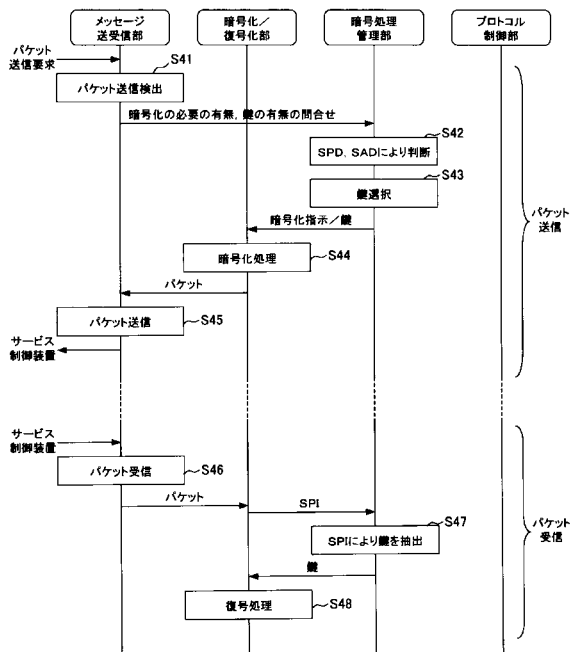 メッセージ
送受信部
暗号化／
復号化部
暗号処理
管理部
プロトコル
制御部
パケット
送信要求
S41
パケット送信検出
暗号化の必要の有無，鍵の有無の問合せ
S42
SPD、SADにより判断
S43
鍵選択
暗号化指示／鍵
暗号化処理
S44
パケット
パケット送信
S45
サービス
制御装置
パケット
送信
サービス
制御装置
パケット受信
S46
パケット
SPI
S47
SPIにより鍵を抽出
鍵
復号処理
S48
パケット
受信